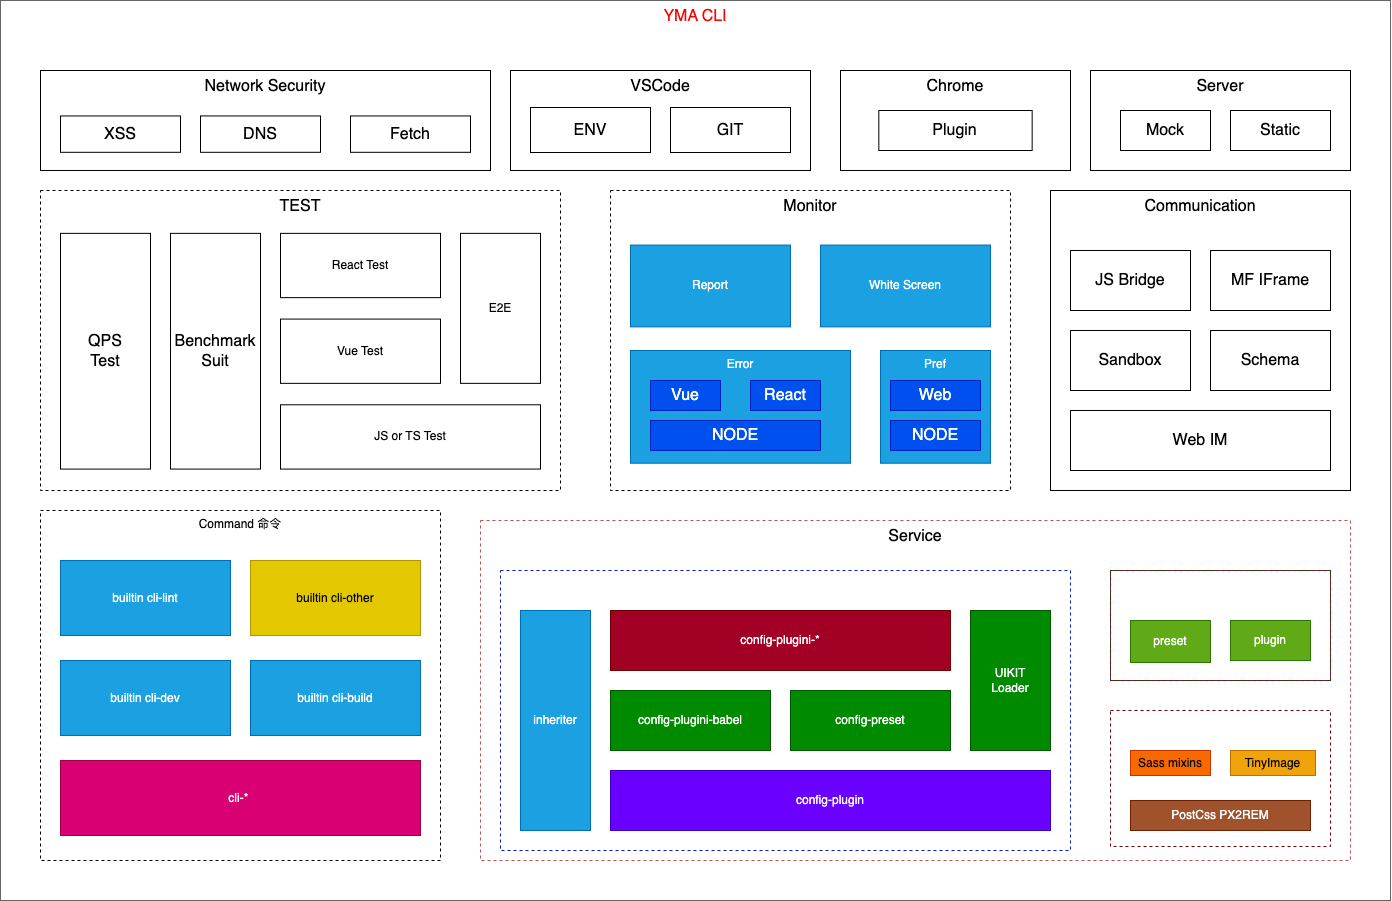 YMA CLI
Network Security
XSS
DNS
Fetch
VSCode
ENV
GIT
Chrome
Plugin
Server
Mock
Static
TEST
QPS
Test
Benchmark
Suit
React Test
Vue Test
E2E
JS or TS Test
Monitor
Report
White Screen
Error
Vue
React
NODE
Pref
Web
NODE
Communication
JS Bridge
MF IFrame
Sandbox
Schema
Web IM
Command 命令
builtin cli-lint
builtin cli-other
builtin cli-dev
builtin cli-build
cli-*
Service
inheriter
config-plugini-*
config-plugini-babel
config-preset
UIKIT
Loader
config-plugin
preset
plugin
Sass mixins
TinyImage
PostCss PX2REM